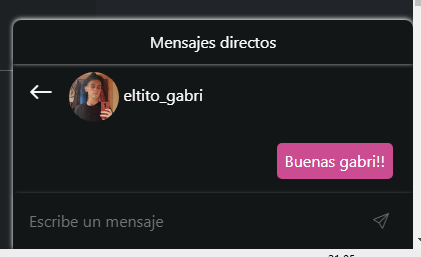 Mensajes directos
eltito_gabri
Buenas gabri!!
Escribe un mensaje